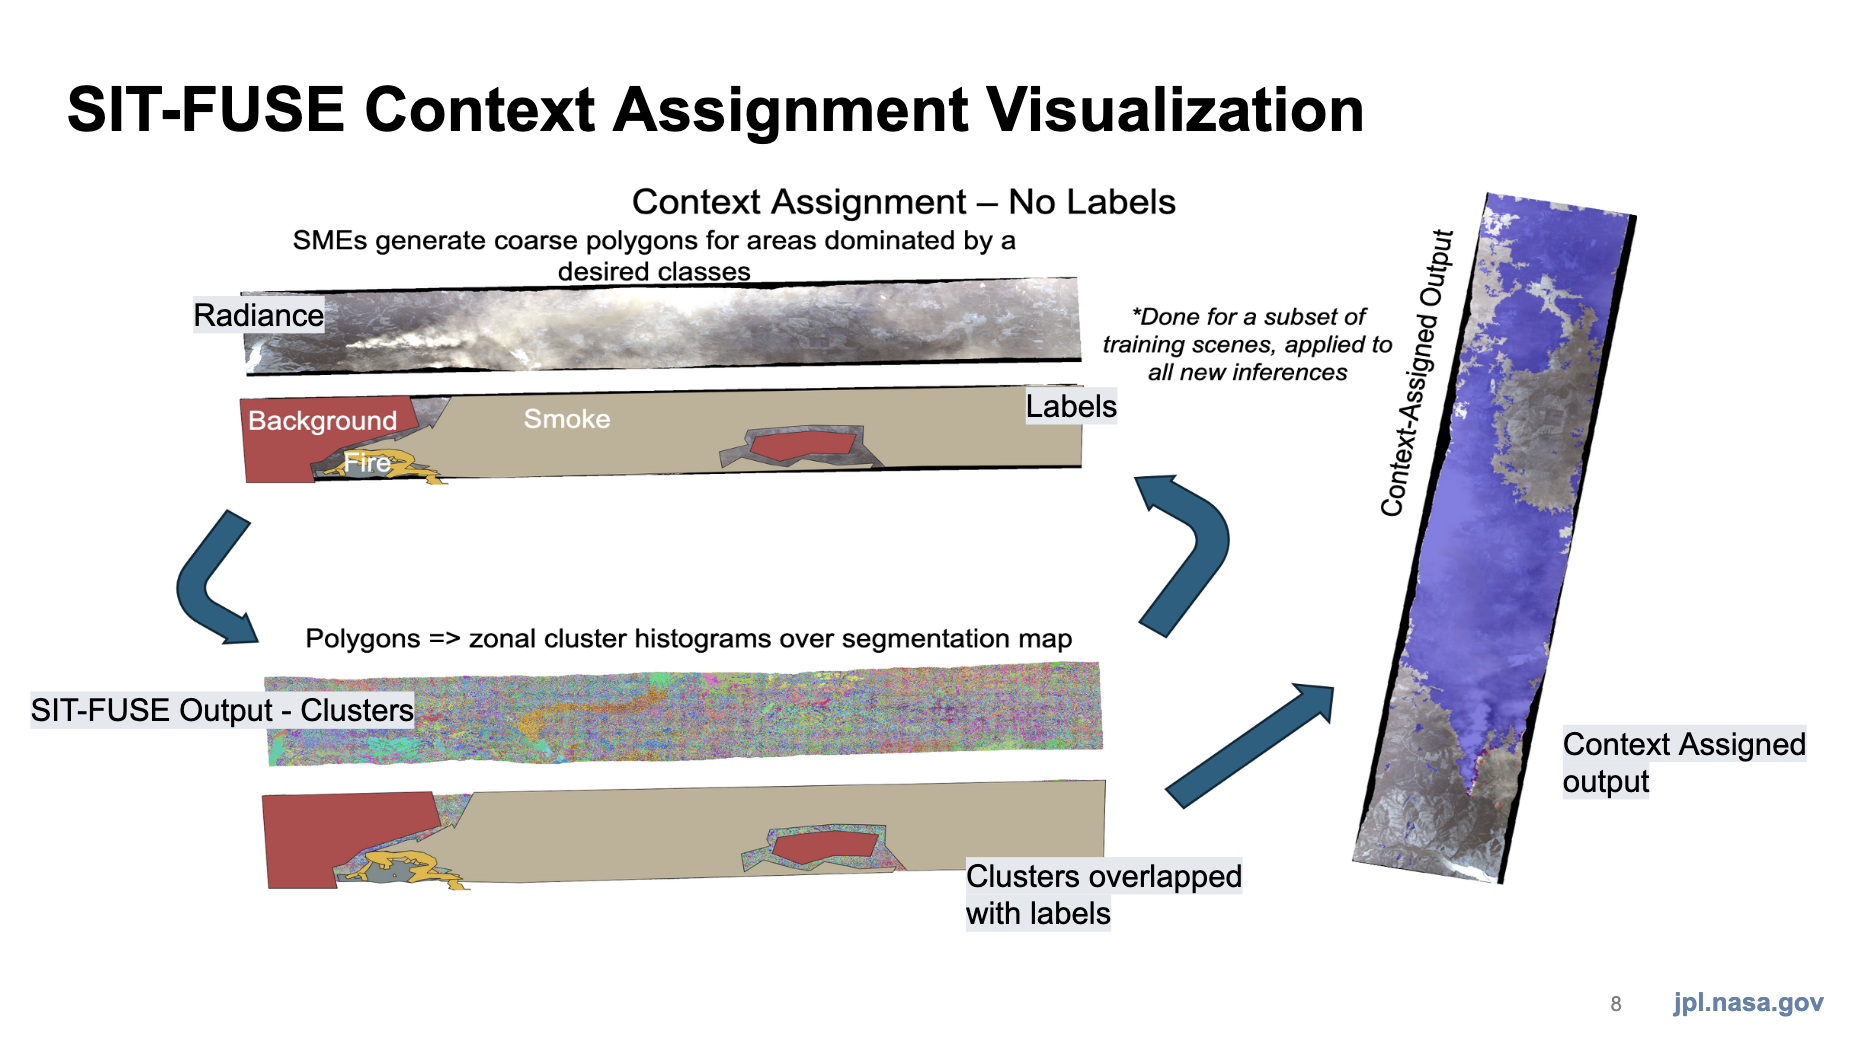 SIT-FUSE Context Assignment Visualization
Context Assignment – No Labels
SMEs generate coarse polygons for areas dominated by a
desired classes
Radiance
*Done for a subset of
training scenes, applied to
all new inferences
Background
Smoke
Labels
Fire
Context-Assigned Output
Polygons => zonal cluster histograms over segmentation map
SIT-FUSE Output - Clusters
Context Assigned
output
Clusters overlapped
with labels
8
jpl.nasa.gov